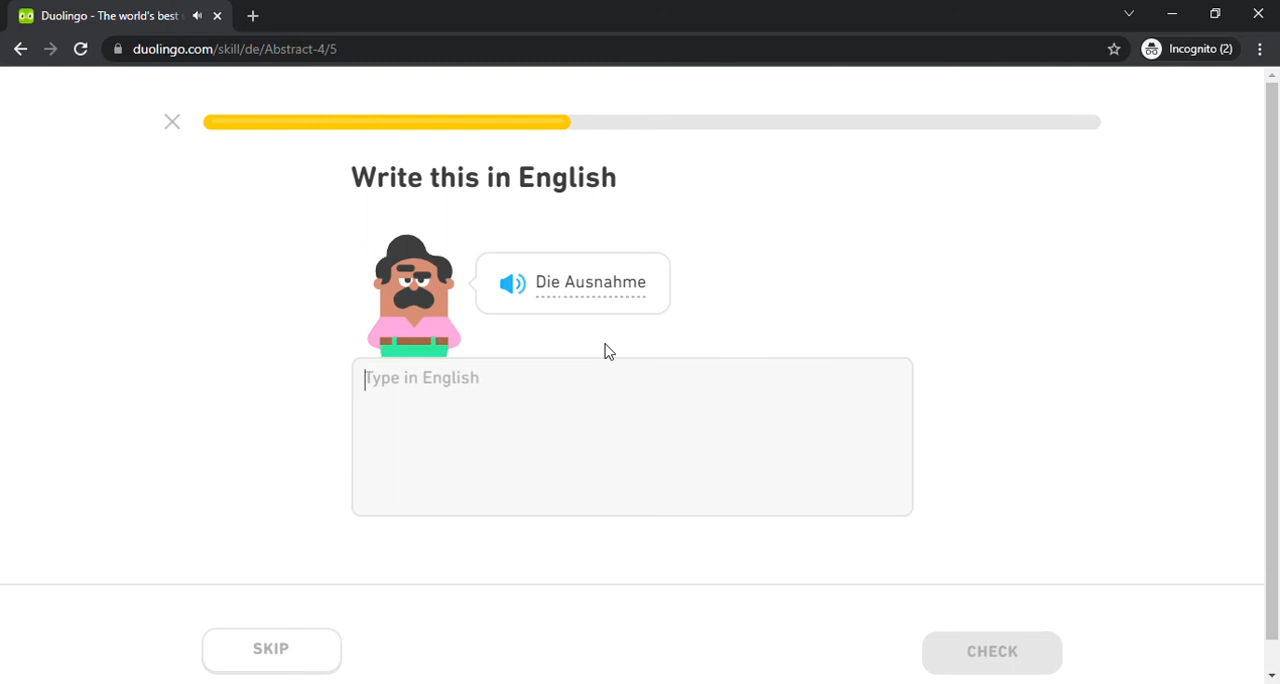 Duolingo - The world's best
duolingo.com/skill/de/Abstract-4/5
Incognito (2)
Write this in English
Die Ausnahme
Type in English
SKIP
CHECK